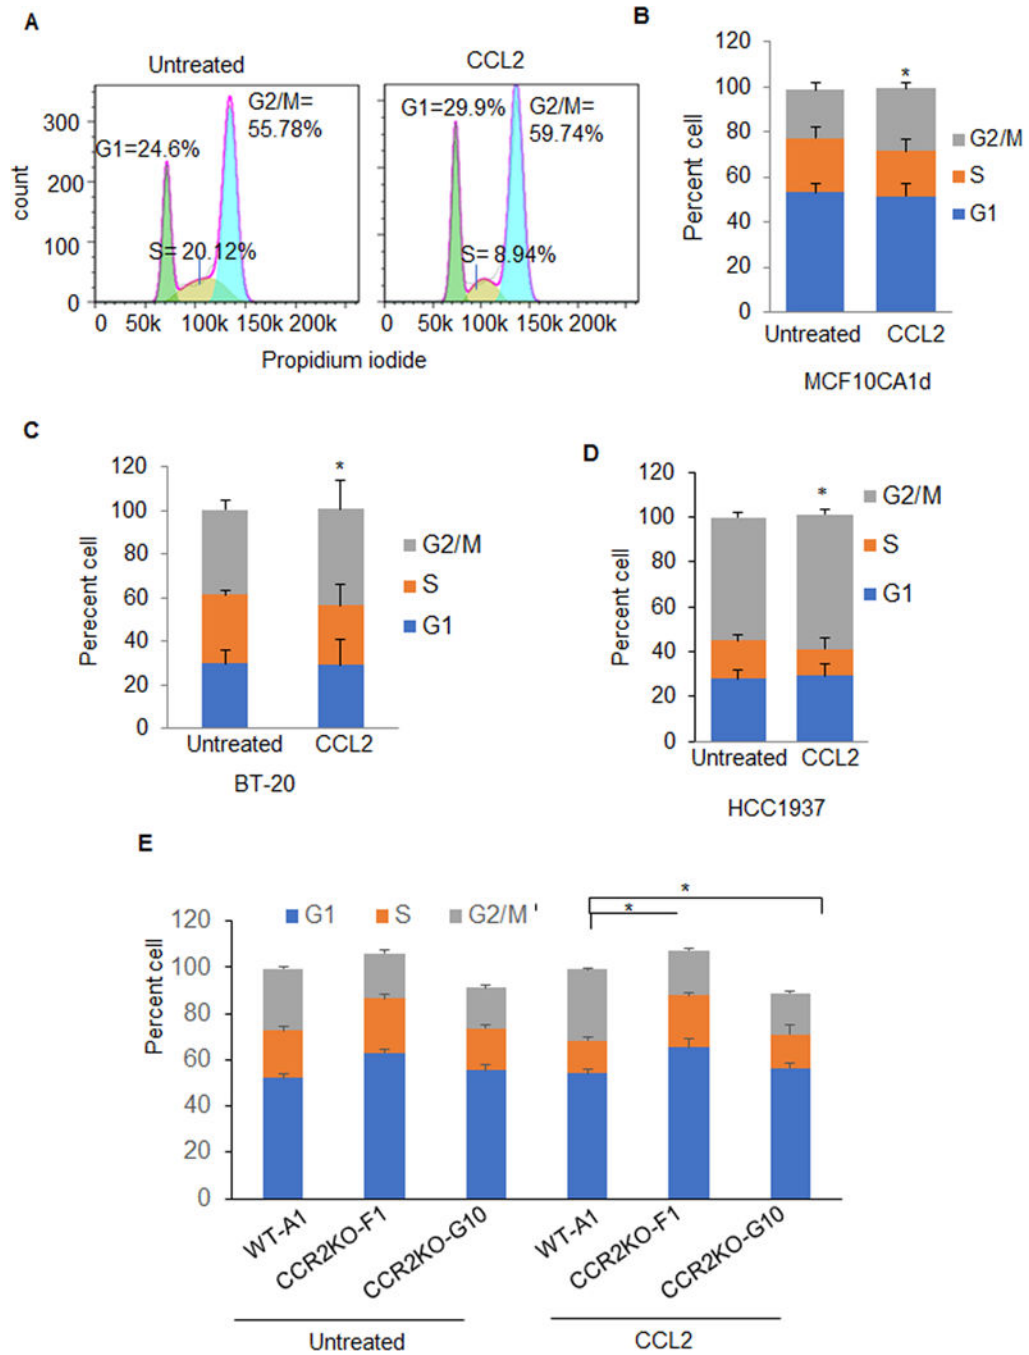 A
Untreated
CCL2
count
300
200
100
0
G1=24.6%
G2/M=
55.78%
S= 20.12%
0 50k 100k 150k 200k
G1=29.9%
G2/M=
59.74%
S= 8.94%
0 50k 100k 150k 200k
Propidium iodide
B
Percent cell
120
100
80
60
40
20
0
*
G2/M
S
G1
Untreated CCL2
MCF10CA1d
C
Perecent cell
120
100
80
60
40
20
0
*
G2/M
S
G1
Untreated CCL2
BT-20
D
Percent cell
120
100
80
60
40
20
0
*
G2/M
S
G1
Untreated CCL2
HCC1937
E
Percent cell
120
100
80
60
40
20
0
G1 S G2/M '
*
*
WT-A1
CCR2KO-F1
CCR2KO-G10
WT-A1
CCR2KO-F1
CCR2KO-G10
Untreated
CCL2